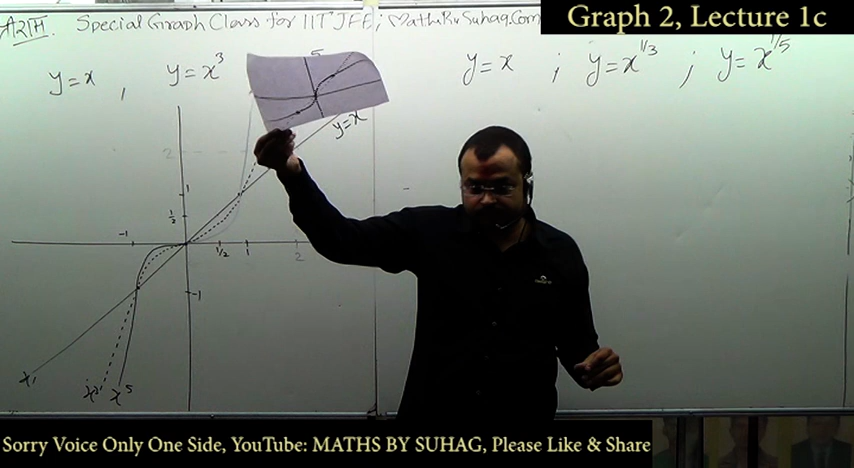 Special Graph Class for IIT JEE; MathsBySuhag.Com
Graph 2, Lecture 1c
y=x , y=x³
y=x ; y=x^1/3 ; y=x^1/5
5
y=x
2
1
1/2
-1
1/2 1 2
-1
x
x³ x⁵
Sorry Voice Only One Side, YouTube: MATHS BY SUHAG, Please Like & Share